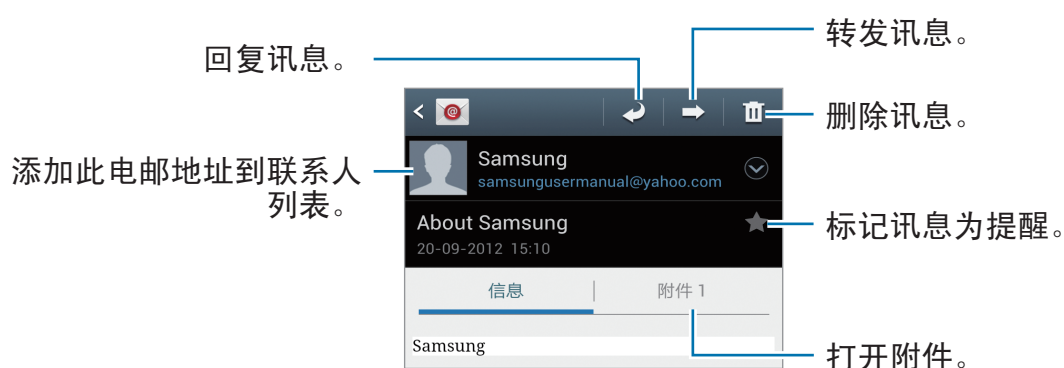 转发讯息。
回复讯息。
删除讯息。
Samsung
samsungusermanual@yahoo.com
添加此电邮地址到联系人
列表。
About Samsung
20-09-2012 15:10
标记讯息为提醒。
信息
附件 1
Samsung
打开附件。